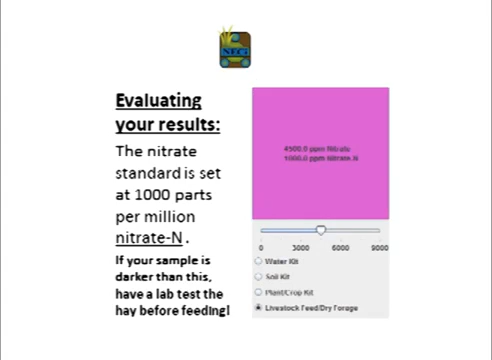 NECi
Evaluating
your results:
The nitrate
standard is set
at 1000 parts
per million
nitrate-N.
If your sample is
darker than this,
have a lab test the
hay before feeding!
ppm Nitrate
1000.0 ppm Nitrate-N
0 3000 6000 9000
Water Kit
Soil Kit
Plant/Crop Kit
Livestock Feed/Dry Forage